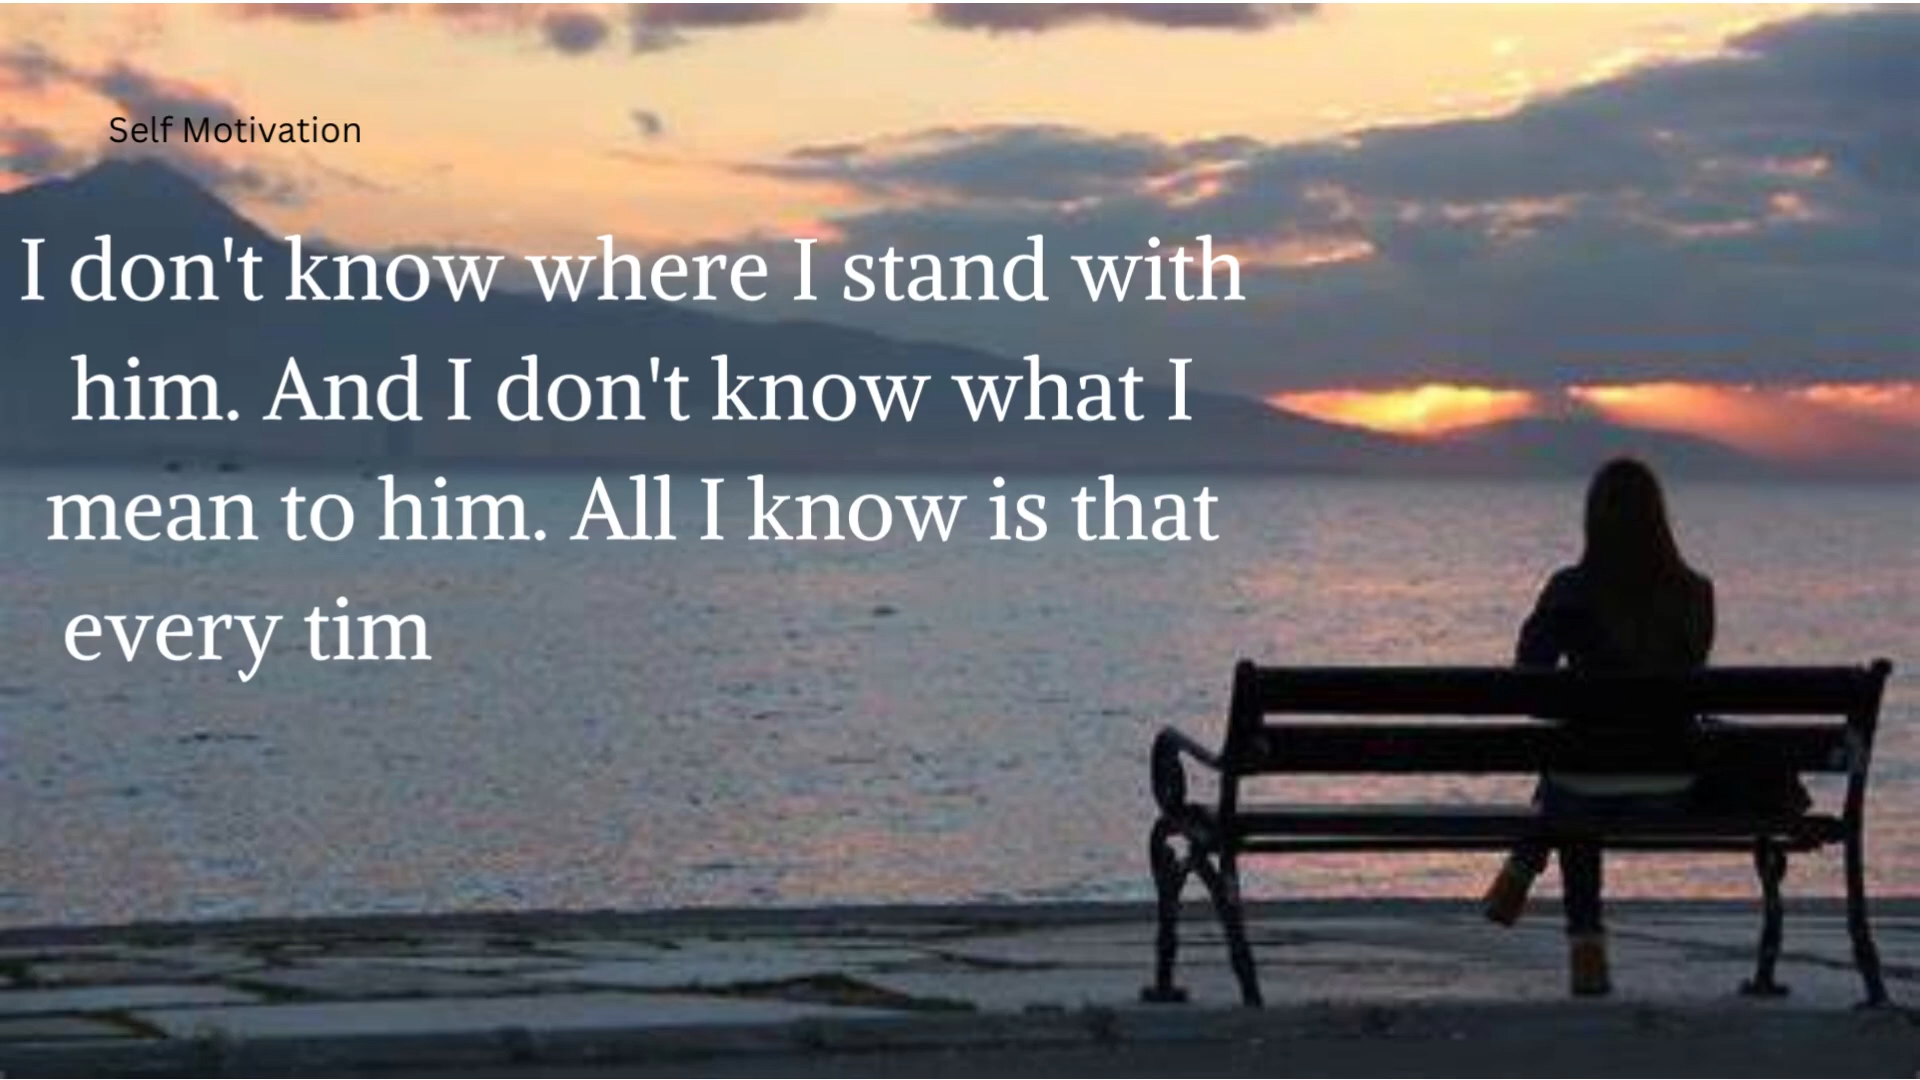 Self Motivation
I don't know where I stand with
him. And I don't know what I
mean to him. All I know is that
every tim